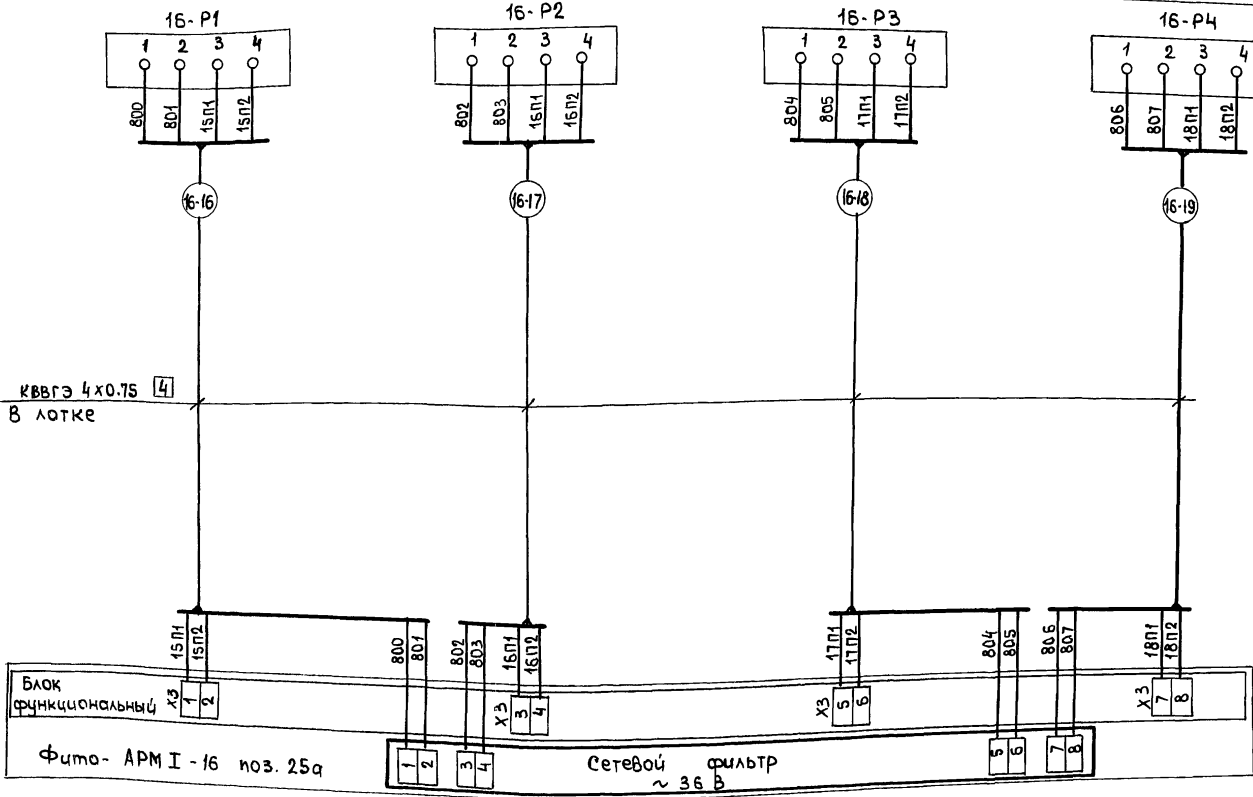 16-Р1
16-Р2
16-Р3
16-Р4
1 2 3 4
1 2 3 4
1 2 3 4
1 2 3 4
800 801 15П1 15П2
802 803 16П1 16П2
804 805 17П1 17П2
806 807 18П1 18П2
16-16
16-17
16-18
16-19
КВВГЭ 4х0.75 4
В лотке
15П1 15П2 800 801 802 803 16П1 16П2 17П1 17П2 804 805 806 807 18П1 18П2
Блок
функциональный
Х3 1 2
Х3 3 4
Х3 5 6
Х3 7 8
Фито- АРМ I -16 поз. 25а
1 2 3 4
Сетевой фильтр
~ 36 В
5 6 7 8